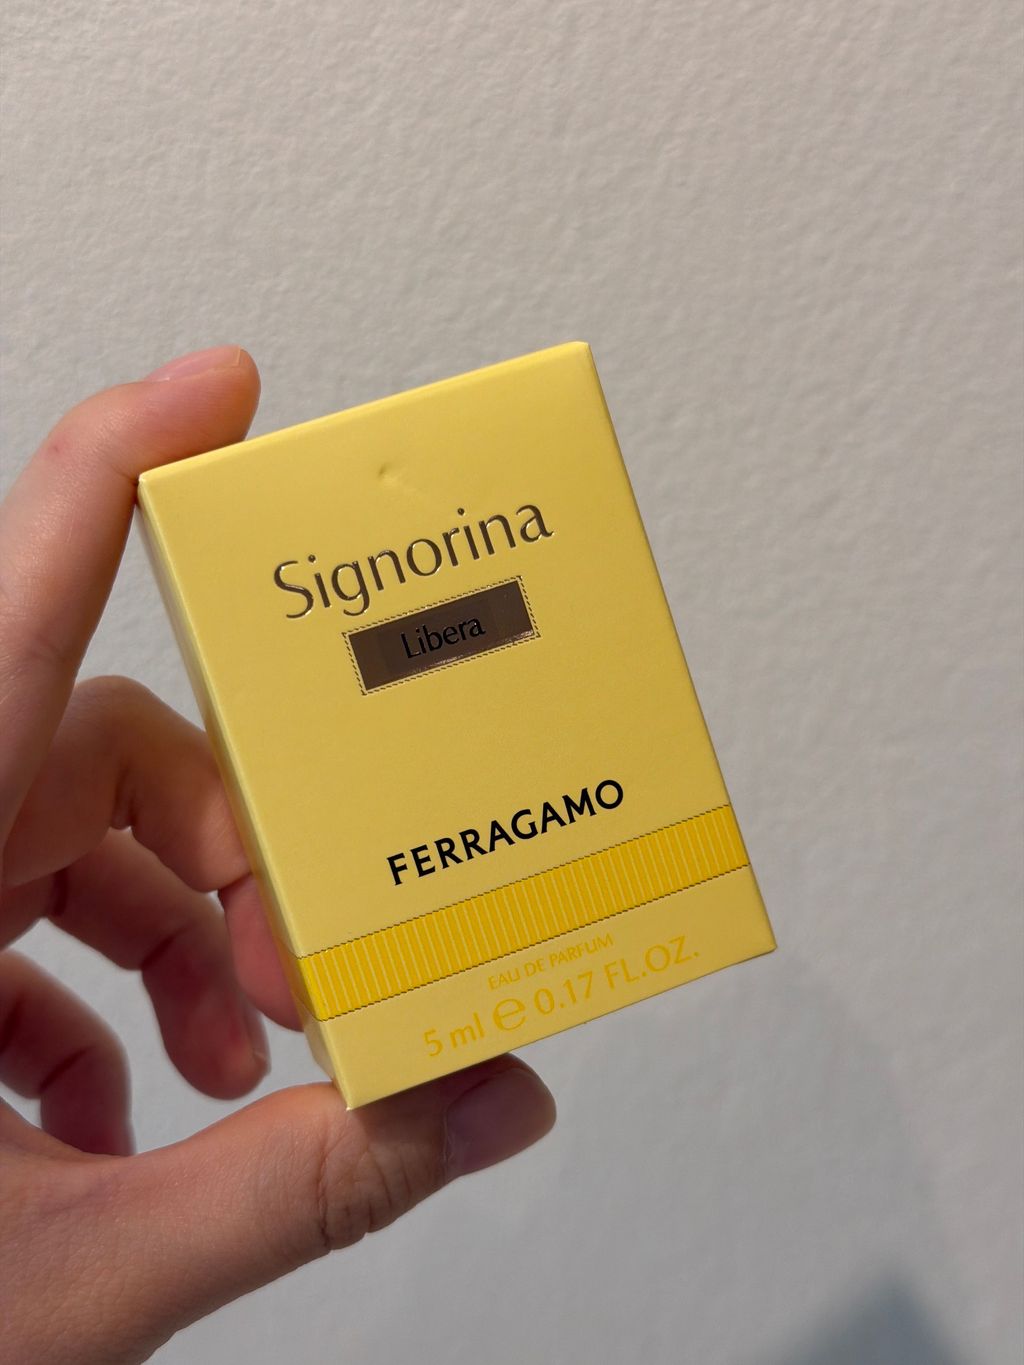 Signorina
Libera
FERRAGAMO
EAU DE PARFUM
5 ml ℮ 0.17 FL.OZ.